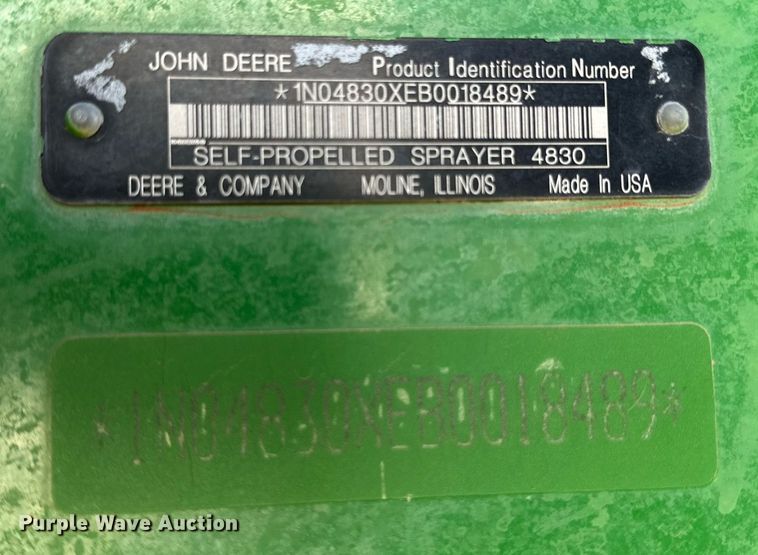 JOHN DEERE Product Identification Number
*1N04830XEB0018489*
SELF-PROPELLED SPRAYER 4830
DEERE & COMPANY MOLINE, ILLINOIS Made In USA
*1N04830XEB0018489*
Purple Wave Auction